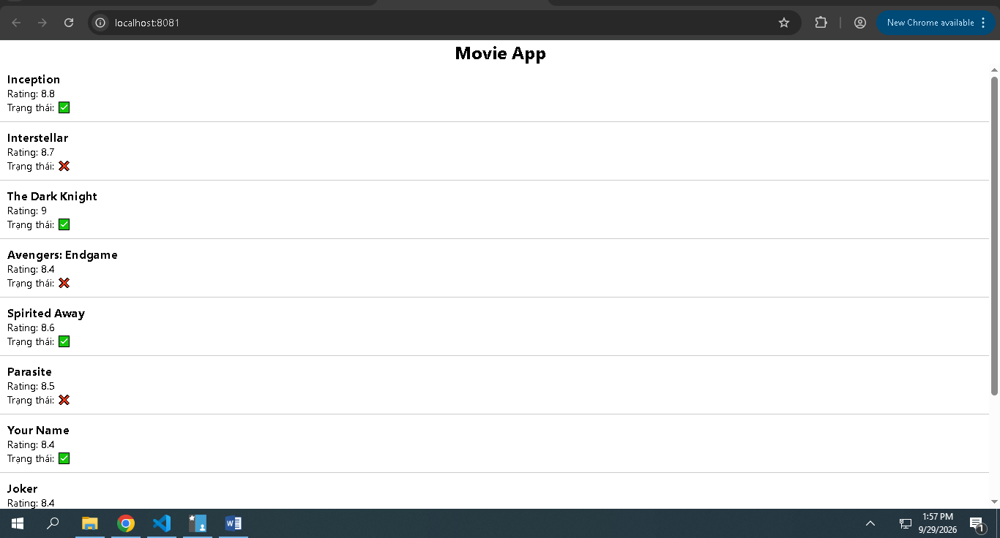 localhost:8081
New Chrome available
Movie App
Inception
Rating: 8.8
Trạng thái: ✅
Interstellar
Rating: 8.7
Trạng thái: ❌
The Dark Knight
Rating: 9
Trạng thái: ✅
Avengers: Endgame
Rating: 8.4
Trạng thái: ❌
Spirited Away
Rating: 8.6
Trạng thái: ✅
Parasite
Rating: 8.5
Trạng thái: ❌
Your Name
Rating: 8.4
Trạng thái: ✅
Joker
Rating: 8.4
1:57 PM
9/29/2026
1